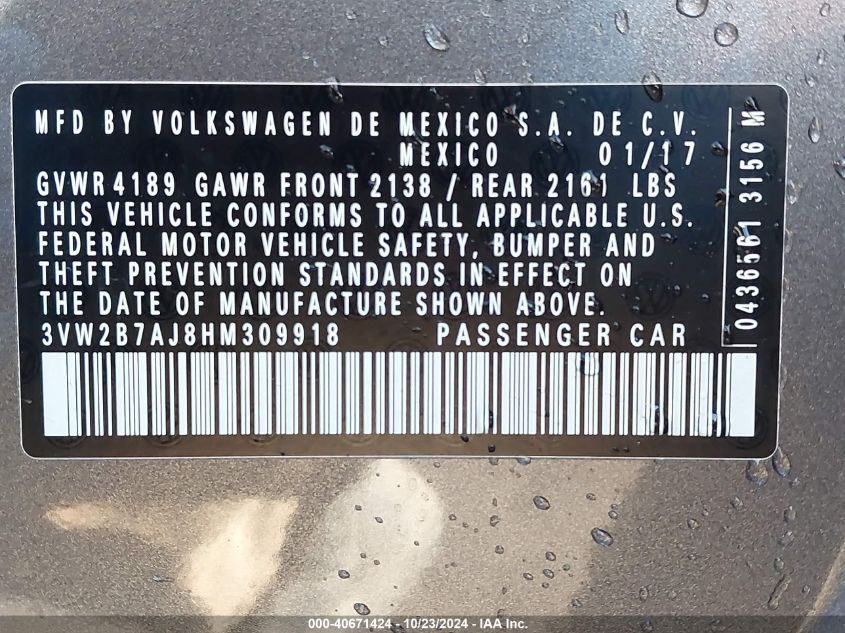 MFD BY VOLKSWAGEN DE MEXICO S.A. DE C.V.
MEXICO 01/17
GVWR 4189 GAWR FRONT 2138 / REAR 2161 LBS
THIS VEHICLE CONFORMS TO ALL APPLICABLE U.S.
FEDERAL MOTOR VEHICLE SAFETY, BUMPER AND
THEFT PREVENTION STANDARDS IN EFFECT ON
THE DATE OF MANUFACTURE SHOWN ABOVE.
3VW2B7AJ8HM309918 PASSENGER CAR
0436561 3156 M
000-40671424 - 10/23/2024 - IAA Inc.